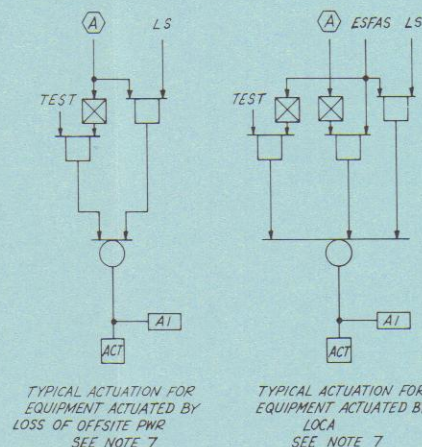 A LS
A ESFAS LS
TEST
TEST
AI
AI
ACT
ACT
TYPICAL ACTUATION FOR
EQUIPMENT ACTUATED BY
LOSS OF OFFSITE PWR
SEE NOTE 7
TYPICAL ACTUATION FOR
EQUIPMENT ACTUATED BY
LOCA
SEE NOTE 7